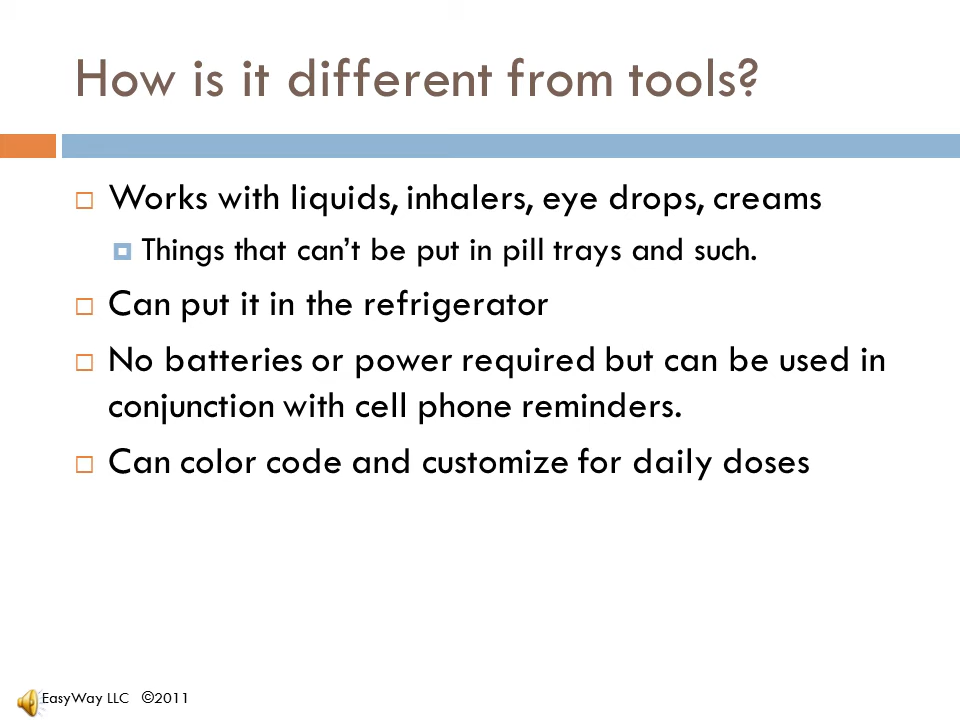 How is it different from tools?
Works with liquids, inhalers, eye drops, creams
Things that can’t be put in pill trays and such.
Can put it in the refrigerator
No batteries or power required but can be used in
conjunction with cell phone reminders.
Can color code and customize for daily doses
EasyWay LLC ©2011